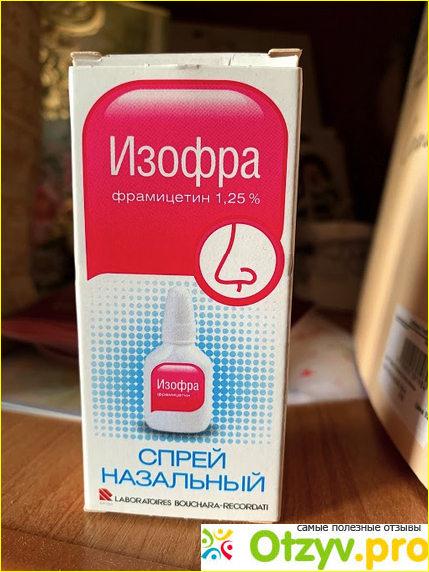 Изофра
фрамицетин 1,25 %
Изофра
фрамицетин
СПРЕЙ
НАЗАЛЬНЫЙ
LABORATOIRES BOUCHARA-RECORDATI
самые полезные отзывы
Otzyv.pro